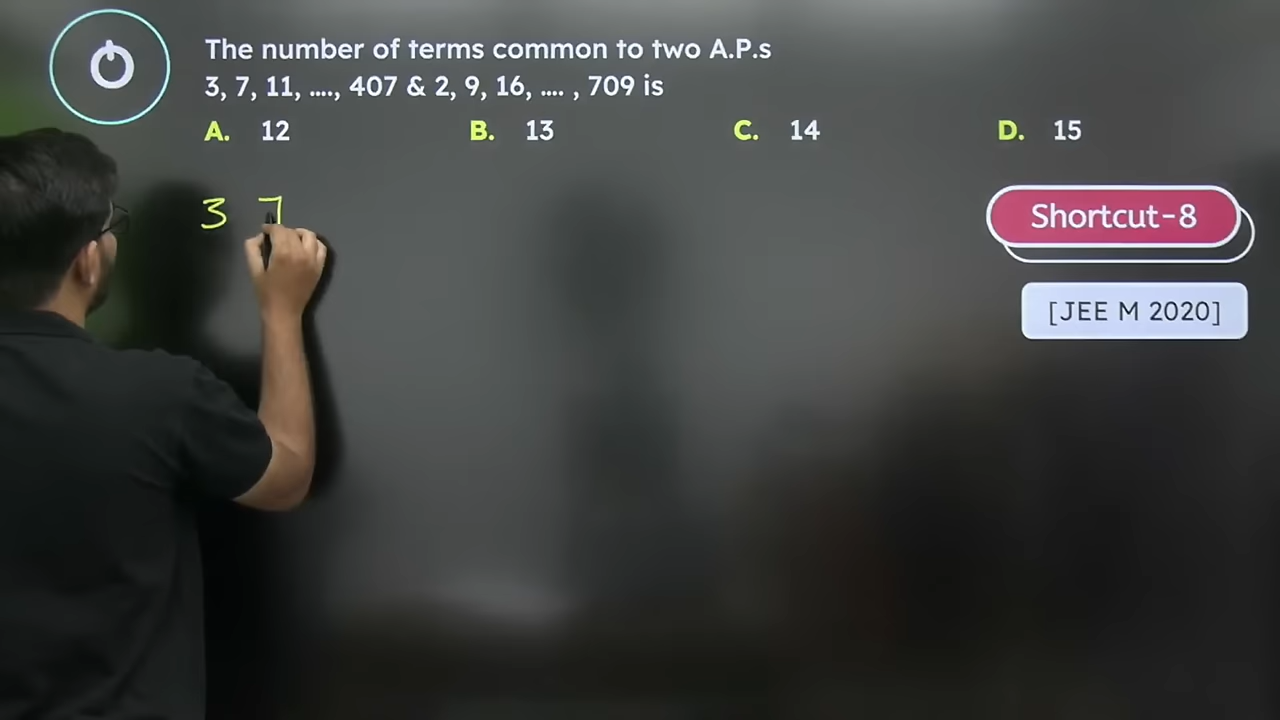 The number of terms common to two A.P.s
3, 7, 11, ...., 407 & 2, 9, 16, .... , 709 is
A. 12 B. 13 C. 14 D. 15
3 7
Shortcut-8
[JEE M 2020]